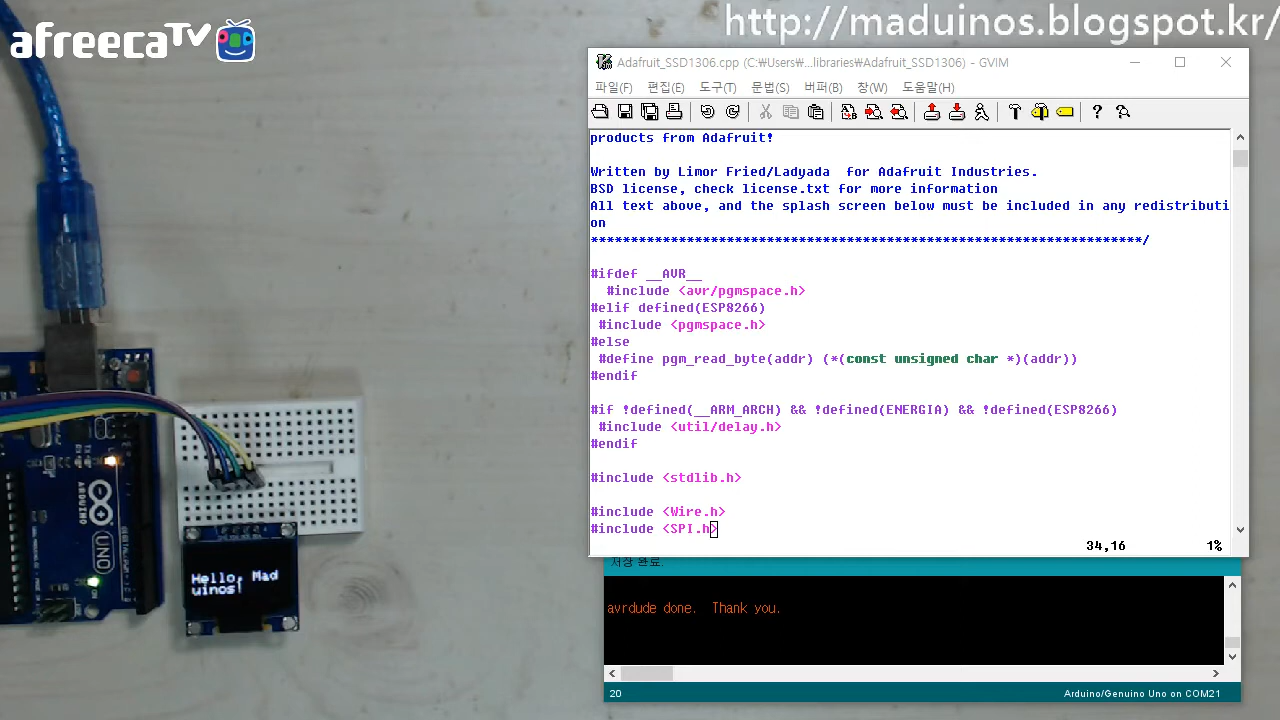 afreecaTV
http://maduinos.blogspot.kr/
Adafruit_SSD1306.cpp (C:￦Users￦...libraries￦Adafruit_SSD1306) - GVIM
파일(F) 편집(E) 도구(T) 문법(S) 버퍼(B) 창(W) 도움말(H)
products from Adafruit!
Written by Limor Fried/Ladyada  for Adafruit Industries.
BSD license, check license.txt for more information
All text above, and the splash screen below must be included in any redistributi
on
*********************************************************************/
#ifdef __AVR__
  #include <avr/pgmspace.h>
#elif defined(ESP8266)
 #include <pgmspace.h>
#else
 #define pgm_read_byte(addr) (*(const unsigned char *)(addr))
#endif
#if !defined(__ARM_ARCH) && !defined(ENERGIA) && !defined(ESP8266)
 #include <util/delay.h>
#endif
#include <stdlib.h>
#include <Wire.h>
#include <SPI.h>
34,16 1%
저장 완료.
avrdude done.  Thank you.
20 Arduino/Genuino Uno on COM21
ARDUINO
UNO
Hello, Mad
uinos!